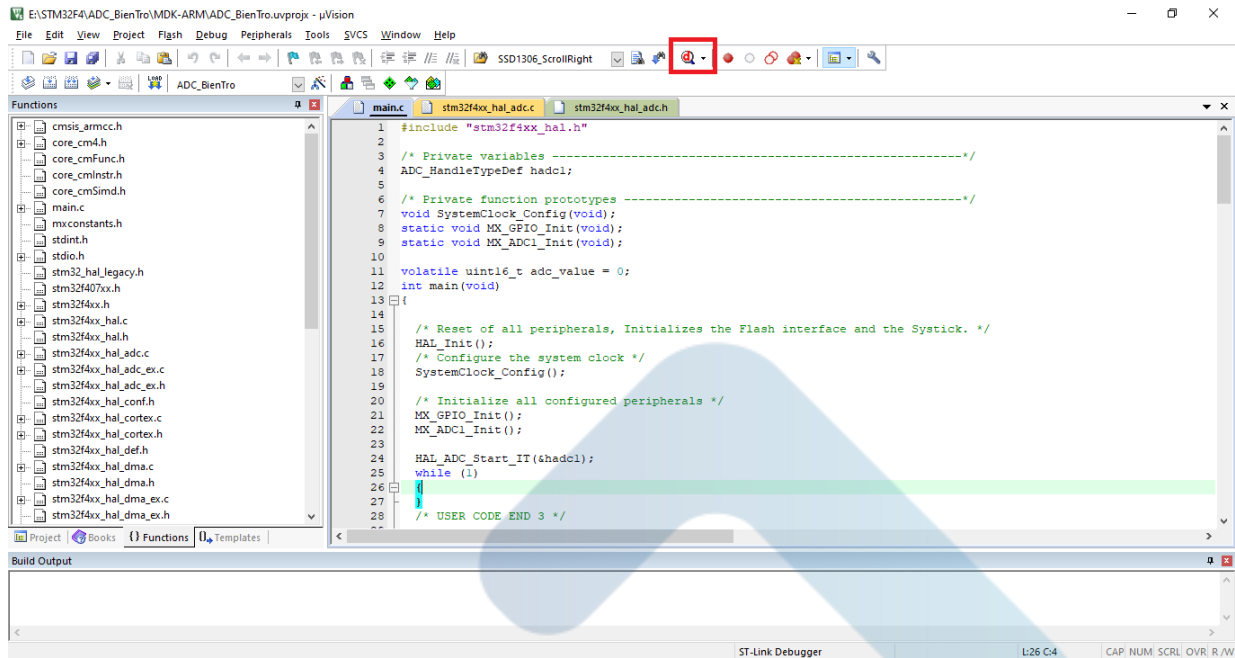 E:\STM32F4\ADC_BienTro\MDK-ARM\ADC_BienTro.uvprojx - µVision
File Edit View Project Flash Debug Peripherals Tools SVCS Window Help
SSD1306_ScrollRight
LOAD ADC_BienTro
Functions
cmsis_armcc.h
core_cm4.h
core_cmFunc.h
core_cmInstr.h
core_cmSimd.h
main.c
mxconstants.h
stdint.h
stdio.h
stm32_hal_legacy.h
stm32f407xx.h
stm32f4xx.h
stm32f4xx_hal.c
stm32f4xx_hal.h
stm32f4xx_hal_adc.c
stm32f4xx_hal_adc_ex.c
stm32f4xx_hal_adc_ex.h
stm32f4xx_hal_conf.h
stm32f4xx_hal_cortex.c
stm32f4xx_hal_cortex.h
stm32f4xx_hal_def.h
stm32f4xx_hal_dma.c
stm32f4xx_hal_dma.h
stm32f4xx_hal_dma_ex.c
stm32f4xx_hal_dma_ex.h
Project Books {} Functions Templates
main.c stm32f4xx_hal_adc.c stm32f4xx_hal_adc.h
1 #include "stm32f4xx_hal.h"
2
3 /* Private variables ---------------------------------------------------------*/
4 ADC_HandleTypeDef hadc1;
5
6 /* Private function prototypes -----------------------------------------------*/
7 void SystemClock_Config(void);
8 static void MX_GPIO_Init(void);
9 static void MX_ADC1_Init(void);
10
11 volatile uint16_t adc_value = 0;
12 int main(void)
13 {
14
15 /* Reset of all peripherals, Initializes the Flash interface and the Systick. */
16 HAL_Init();
17 /* Configure the system clock */
18 SystemClock_Config();
19
20 /* Initialize all configured peripherals */
21 MX_GPIO_Init();
22 MX_ADC1_Init();
23
24 HAL_ADC_Start_IT(&hadc1);
25 while (1)
26 {
27 }
28 /* USER CODE END 3 */
Build Output
ST-Link Debugger L:26 C:4 CAP NUM SCRL OVR R/W